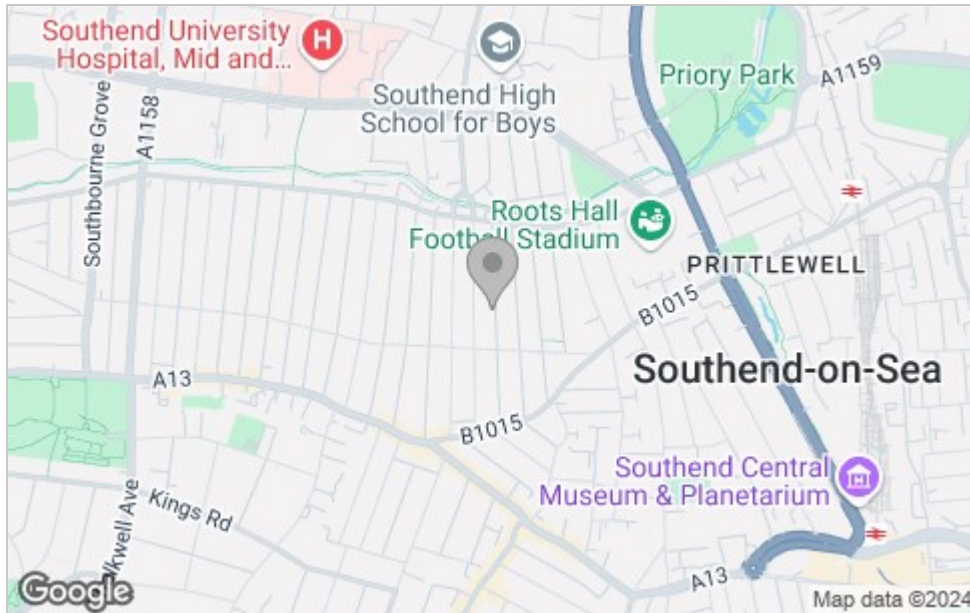 Southend University
Hospital, Mid and...
H
Southend High
School for Boys
Priory Park
A1159
Southbourne Grove
A1158
Roots Hall
Football Stadium
PRITTLEWELL
B1015
Southend-on-Sea
A13
B1015
Southend Central
Museum & Planetarium
Kings Rd
lkwell Ave
A13
Google
Map data ©2024